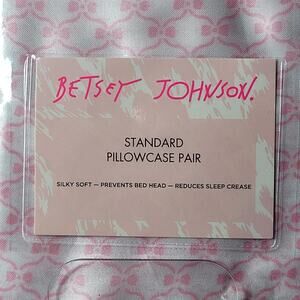 BETSEY JOHNSON.
STANDARD
PILLOWCASE PAIR
SILKY SOFT — PREVENTS BED HEAD — REDUCES SLEEP CREASE